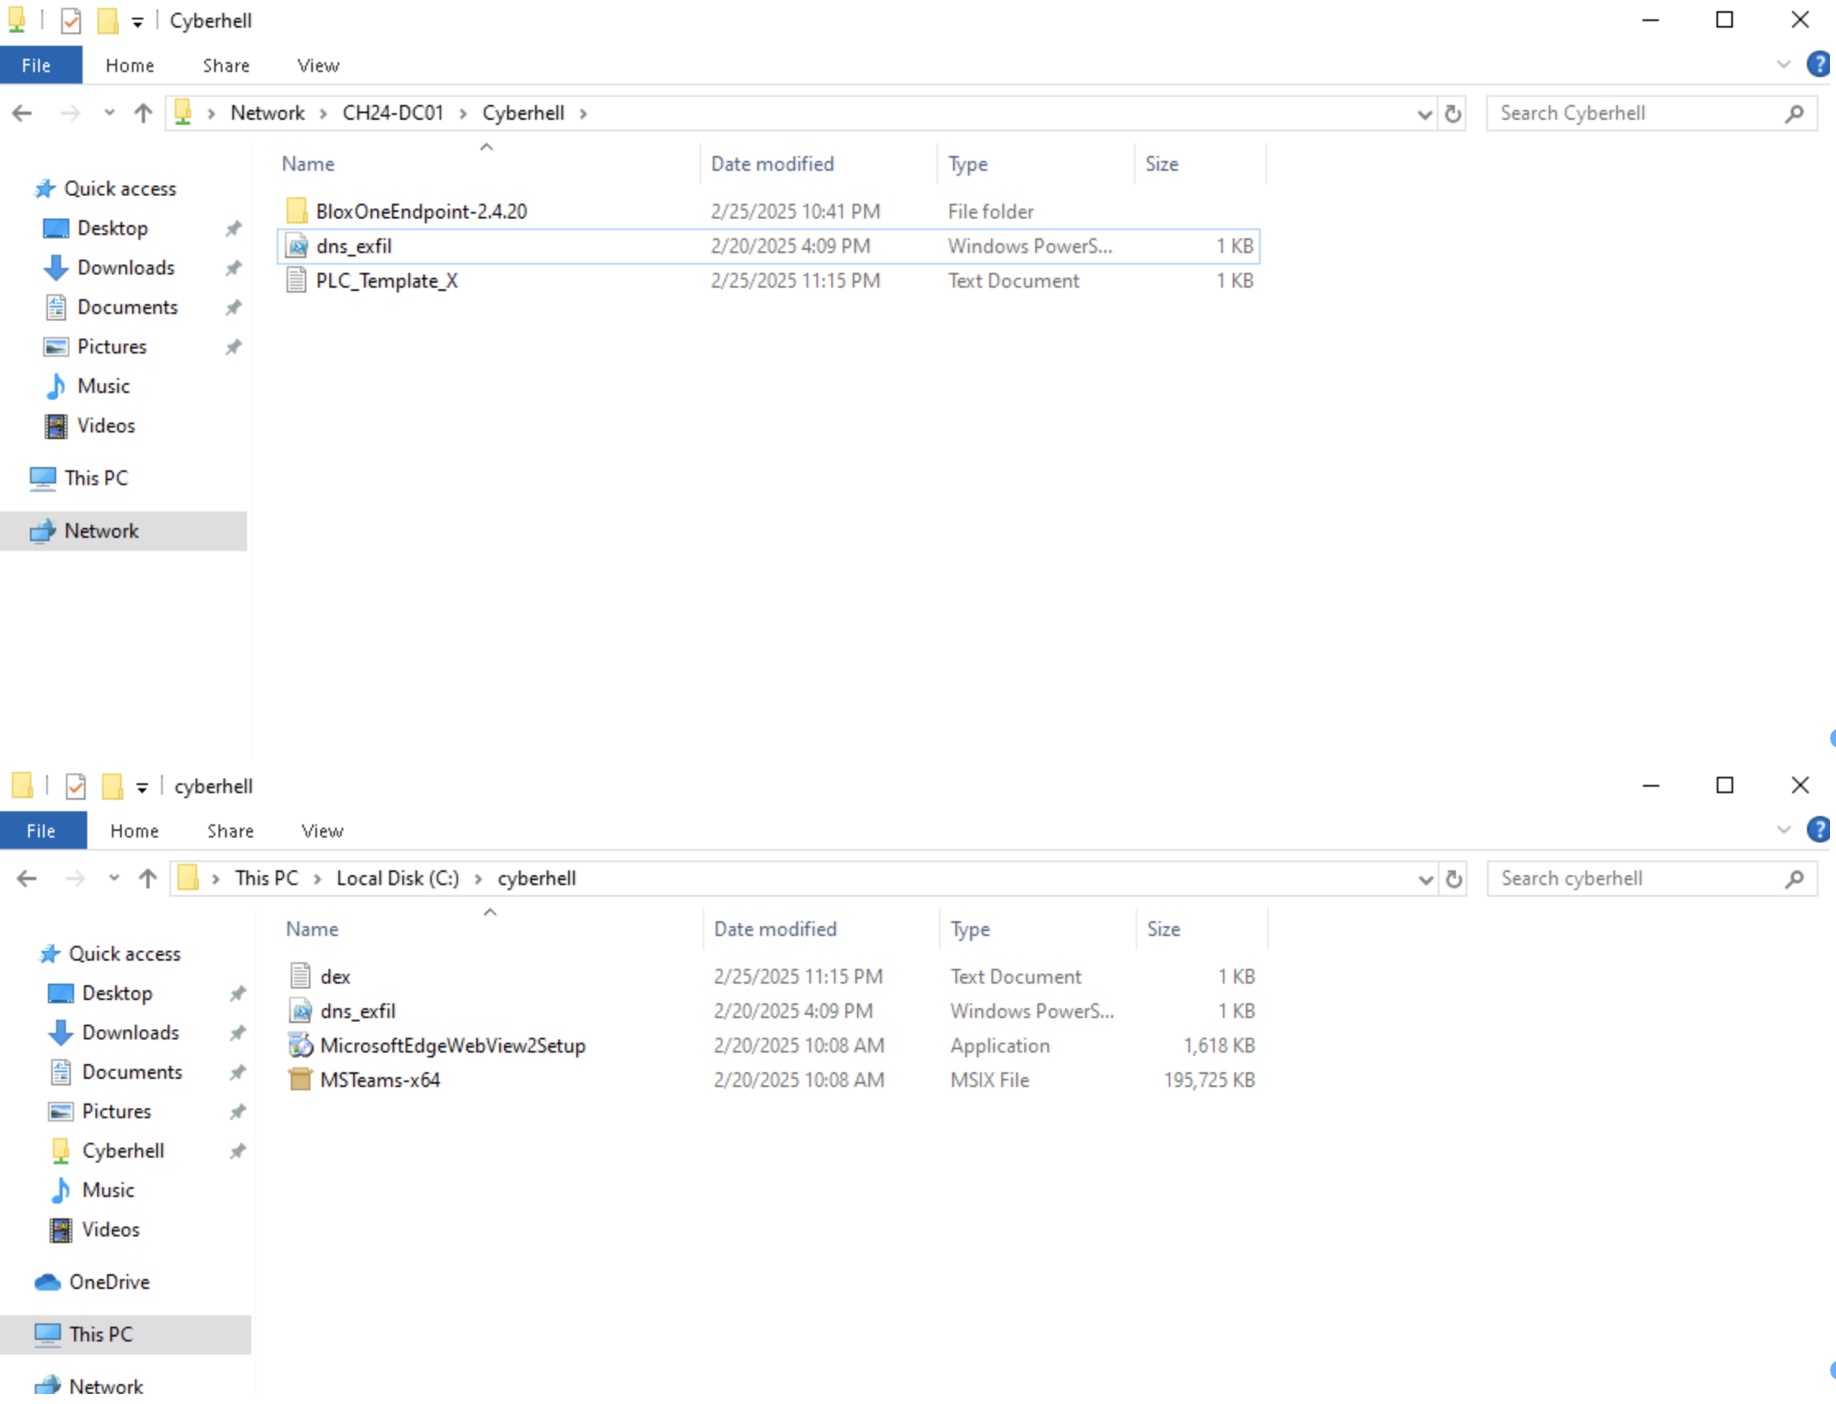 Cyberhell
File Home Share View
Network CH24-DC01 Cyberhell Search Cyberhell
Name Date modified Type Size
Quick access
Desktop
Downloads
Documents
Pictures
Music
Videos
This PC
Network
BloxOneEndpoint-2.4.20 2/25/2025 10:41 PM File folder
dns_exfil 2/20/2025 4:09 PM Windows PowerS... 1 KB
PLC_Template_X 2/25/2025 11:15 PM Text Document 1 KB
cyberhell
File Home Share View
This PC Local Disk (C:) cyberhell Search cyberhell
Name Date modified Type Size
Quick access
Desktop
Downloads
Documents
Pictures
Cyberhell
Music
Videos
OneDrive
This PC
Network
dex 2/25/2025 11:15 PM Text Document 1 KB
dns_exfil 2/20/2025 4:09 PM Windows PowerS... 1 KB
MicrosoftEdgeWebView2Setup 2/20/2025 10:08 AM Application 1,618 KB
MSTeams-x64 2/20/2025 10:08 AM MSIX File 195,725 KB